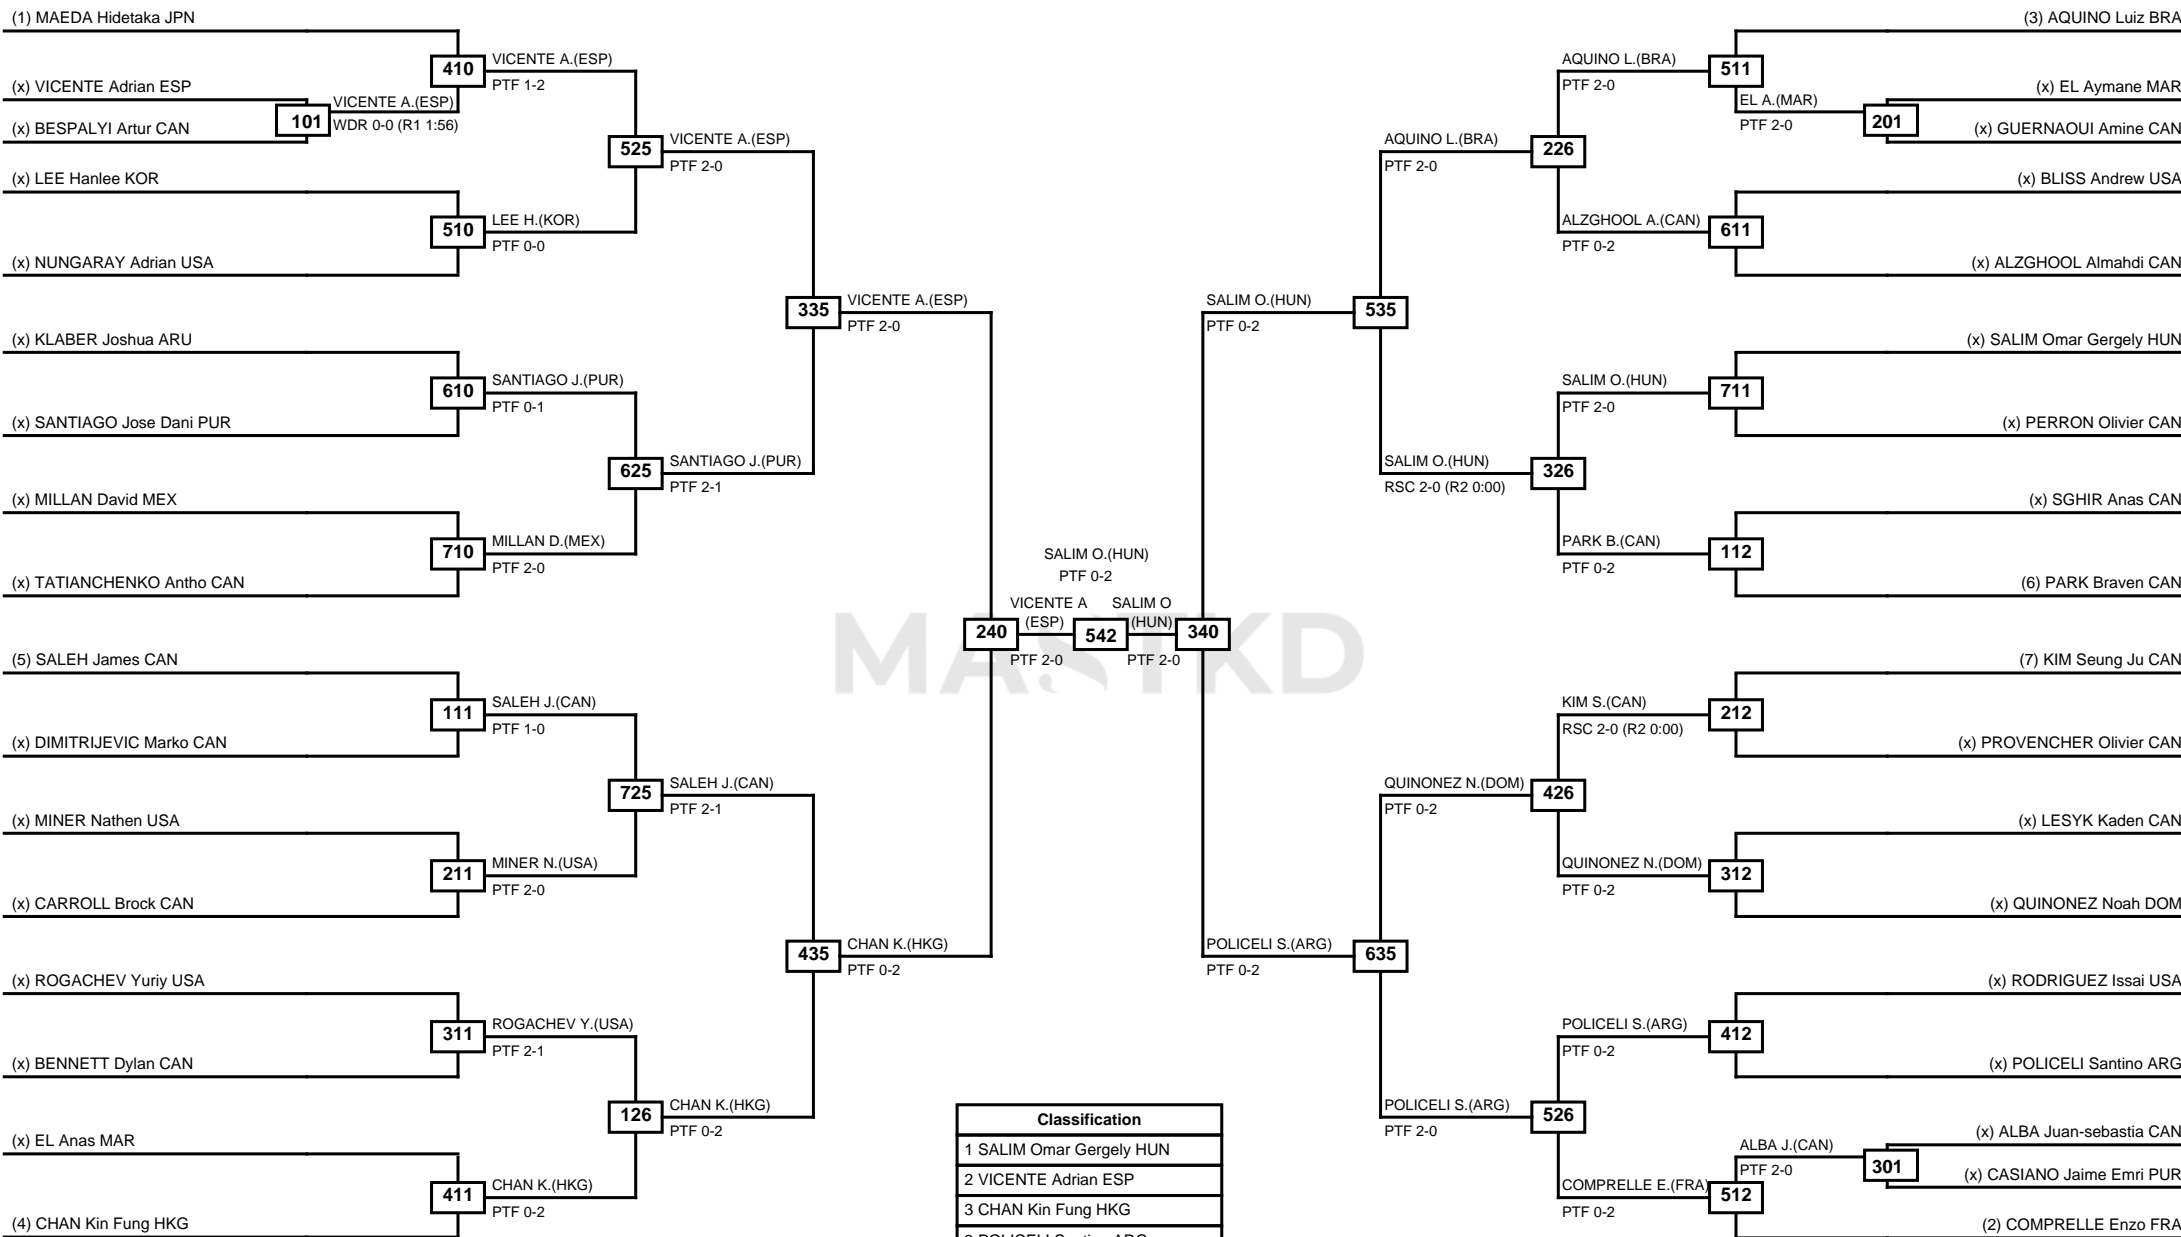 (1) MAEDA Hidetaka JPN
410
VICENTE A.(ESP)
PTF 1-2
(x) VICENTE Adrian ESP
101
VICENTE A.(ESP)
WDR 0-0 (R1 1:56)
(x) BESPALYI Artur CAN
525
VICENTE A.(ESP)
PTF 2-0
(x) LEE Hanlee KOR
510
LEE H.(KOR)
PTF 0-0
(x) NUNGARAY Adrian USA
335
VICENTE A.(ESP)
PTF 2-0
(x) KLABER Joshua ARU
610
SANTIAGO J.(PUR)
PTF 0-1
(x) SANTIAGO Jose Dani PUR
625
SANTIAGO J.(PUR)
PTF 2-1
(x) MILLAN David MEX
710
MILLAN D.(MEX)
PTF 2-0
(x) TATIANCHENKO Antho CAN
(5) SALEH James CAN
111
SALEH J.(CAN)
PTF 1-0
(x) DIMITRIJEVIC Marko CAN
725
SALEH J.(CAN)
PTF 2-1
(x) MINER Nathen USA
211
MINER N.(USA)
PTF 2-0
(x) CARROLL Brock CAN
435
CHAN K.(HKG)
PTF 0-2
(x) ROGACHEV Yuriy USA
311
ROGACHEV Y.(USA)
PTF 2-1
(x) BENNETT Dylan CAN
126
CHAN K.(HKG)
PTF 0-2
(x) EL Anas MAR
411
CHAN K.(HKG)
PTF 0-2
(4) CHAN Kin Fung HKG
SALIM O.(HUN)
PTF 0-2
240
VICENTE A
(ESP)
PTF 2-0
542
SALIM O
(HUN)
PTF 2-0
340
MASTKD
(3) AQUINO Luiz BRA
AQUINO L.(BRA)
PTF 2-0
511
(x) EL Aymane MAR
EL A.(MAR)
PTF 2-0
201
(x) GUERNAOUI Amine CAN
AQUINO L.(BRA)
PTF 2-0
226
(x) BLISS Andrew USA
ALZGHOOL A.(CAN)
PTF 0-2
611
(x) ALZGHOOL Almahdi CAN
SALIM O.(HUN)
PTF 0-2
535
(x) SALIM Omar Gergely HUN
SALIM O.(HUN)
PTF 2-0
711
(x) PERRON Olivier CAN
SALIM O.(HUN)
RSC 2-0 (R2 0:00)
326
(x) SGHIR Anas CAN
PARK B.(CAN)
PTF 0-2
112
(6) PARK Braven CAN
(7) KIM Seung Ju CAN
KIM S.(CAN)
RSC 2-0 (R2 0:00)
212
(x) PROVENCHER Olivier CAN
QUINONEZ N.(DOM)
PTF 0-2
426
(x) LESYK Kaden CAN
QUINONEZ N.(DOM)
PTF 0-2
312
(x) QUINONEZ Noah DOM
POLICELI S.(ARG)
PTF 0-2
635
(x) RODRIGUEZ Issai USA
POLICELI S.(ARG)
PTF 0-2
412
(x) POLICELI Santino ARG
POLICELI S.(ARG)
PTF 2-0
526
(x) ALBA Juan-sebastia CAN
ALBA J.(CAN)
PTF 2-0
301
(x) CASIANO Jaime Emri PUR
COMPRELLE E.(FRA)
PTF 0-2
512
(2) COMPRELLE Enzo FRA
Classification
1 SALIM Omar Gergely HUN
2 VICENTE Adrian ESP
3 CHAN Kin Fung HKG